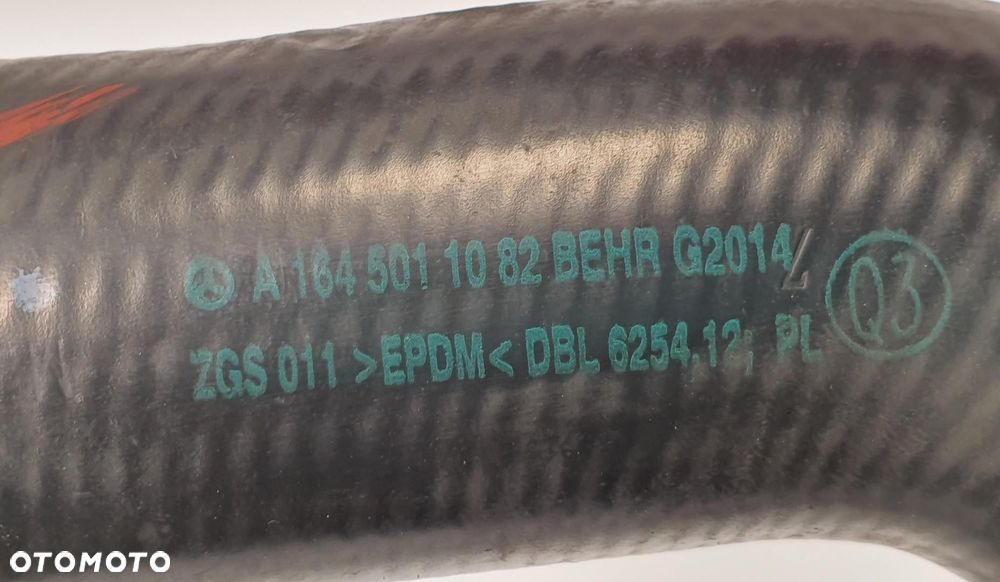 A 164 501 10 82 BEHR G2014
Q3
ZGS 011 >EPDM< DBL 6254.12; PL
OTOMOTO